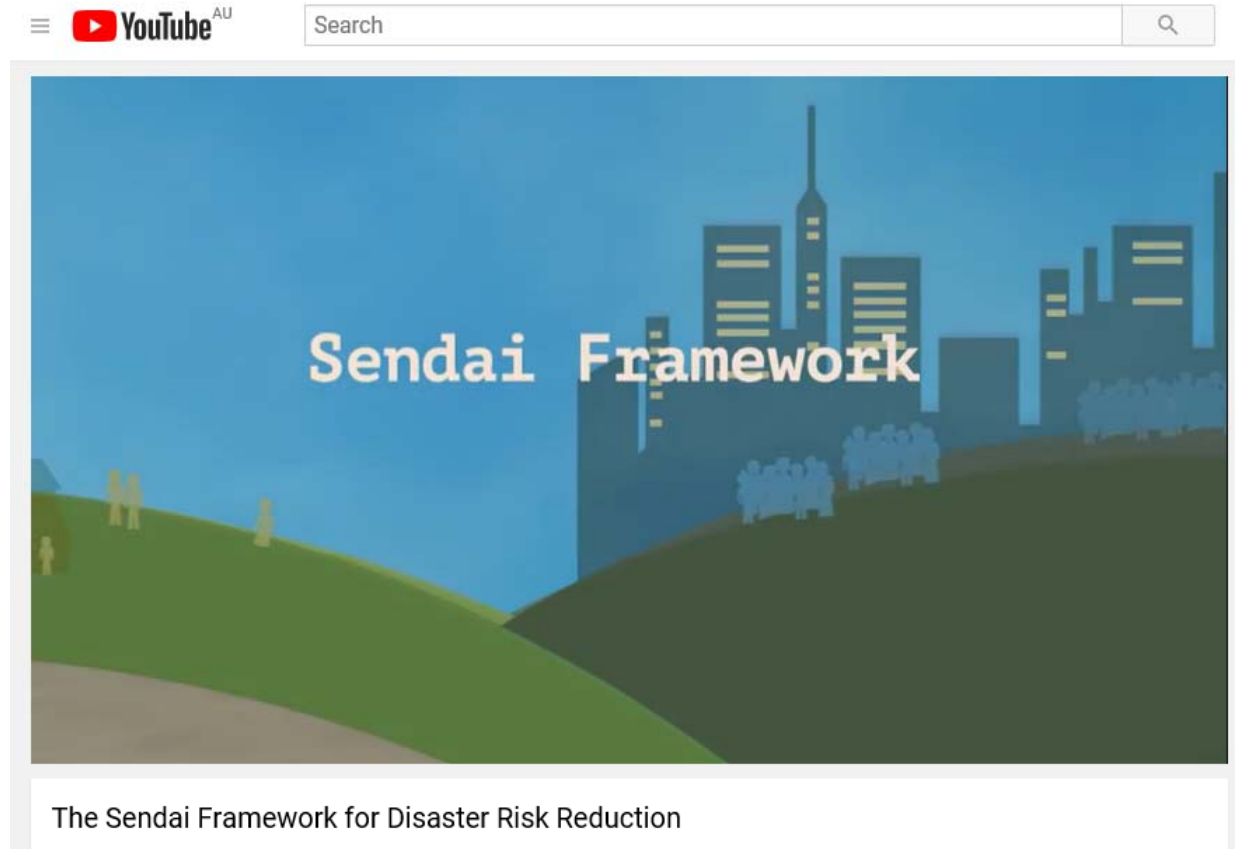 YouTube AU
Search
Sendai Framework
The Sendai Framework for Disaster Risk Reduction